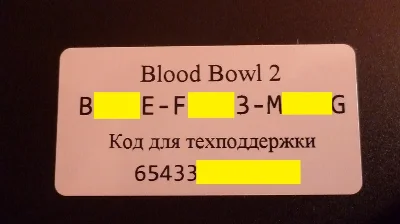 Blood Bowl 2
B E-F 3-M G
Код для техподдержки
65433